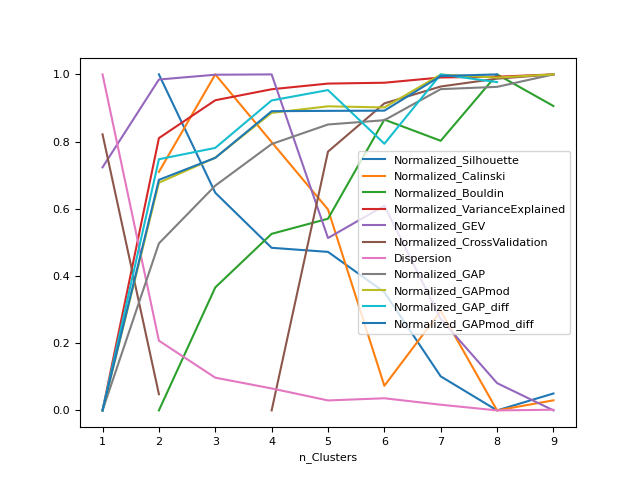 1.0
0.8
0.6
0.4
0.2
0.0
Normalized_Silhouette
Normalized_Calinski
Normalized_Bouldin
Normalized_VarianceExplained
Normalized_GEV
Normalized_CrossValidation
Dispersion
Normalized_GAP
Normalized_GAPmod
Normalized_GAP_diff
Normalized_GAPmod_diff
1 2 3 4 5 6 7 8 9
n_Clusters